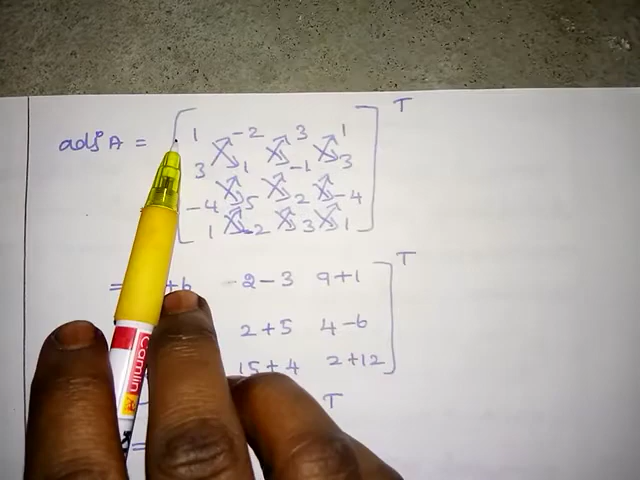 adj A = [ 1 -2 3 1 ] T
3 1 -1 3
-4 5 2 -4
1 -2 3 1
= +6 -2-3 9+1 ] T
2+5 4-6
15+4 2+12
T
=
Camlin